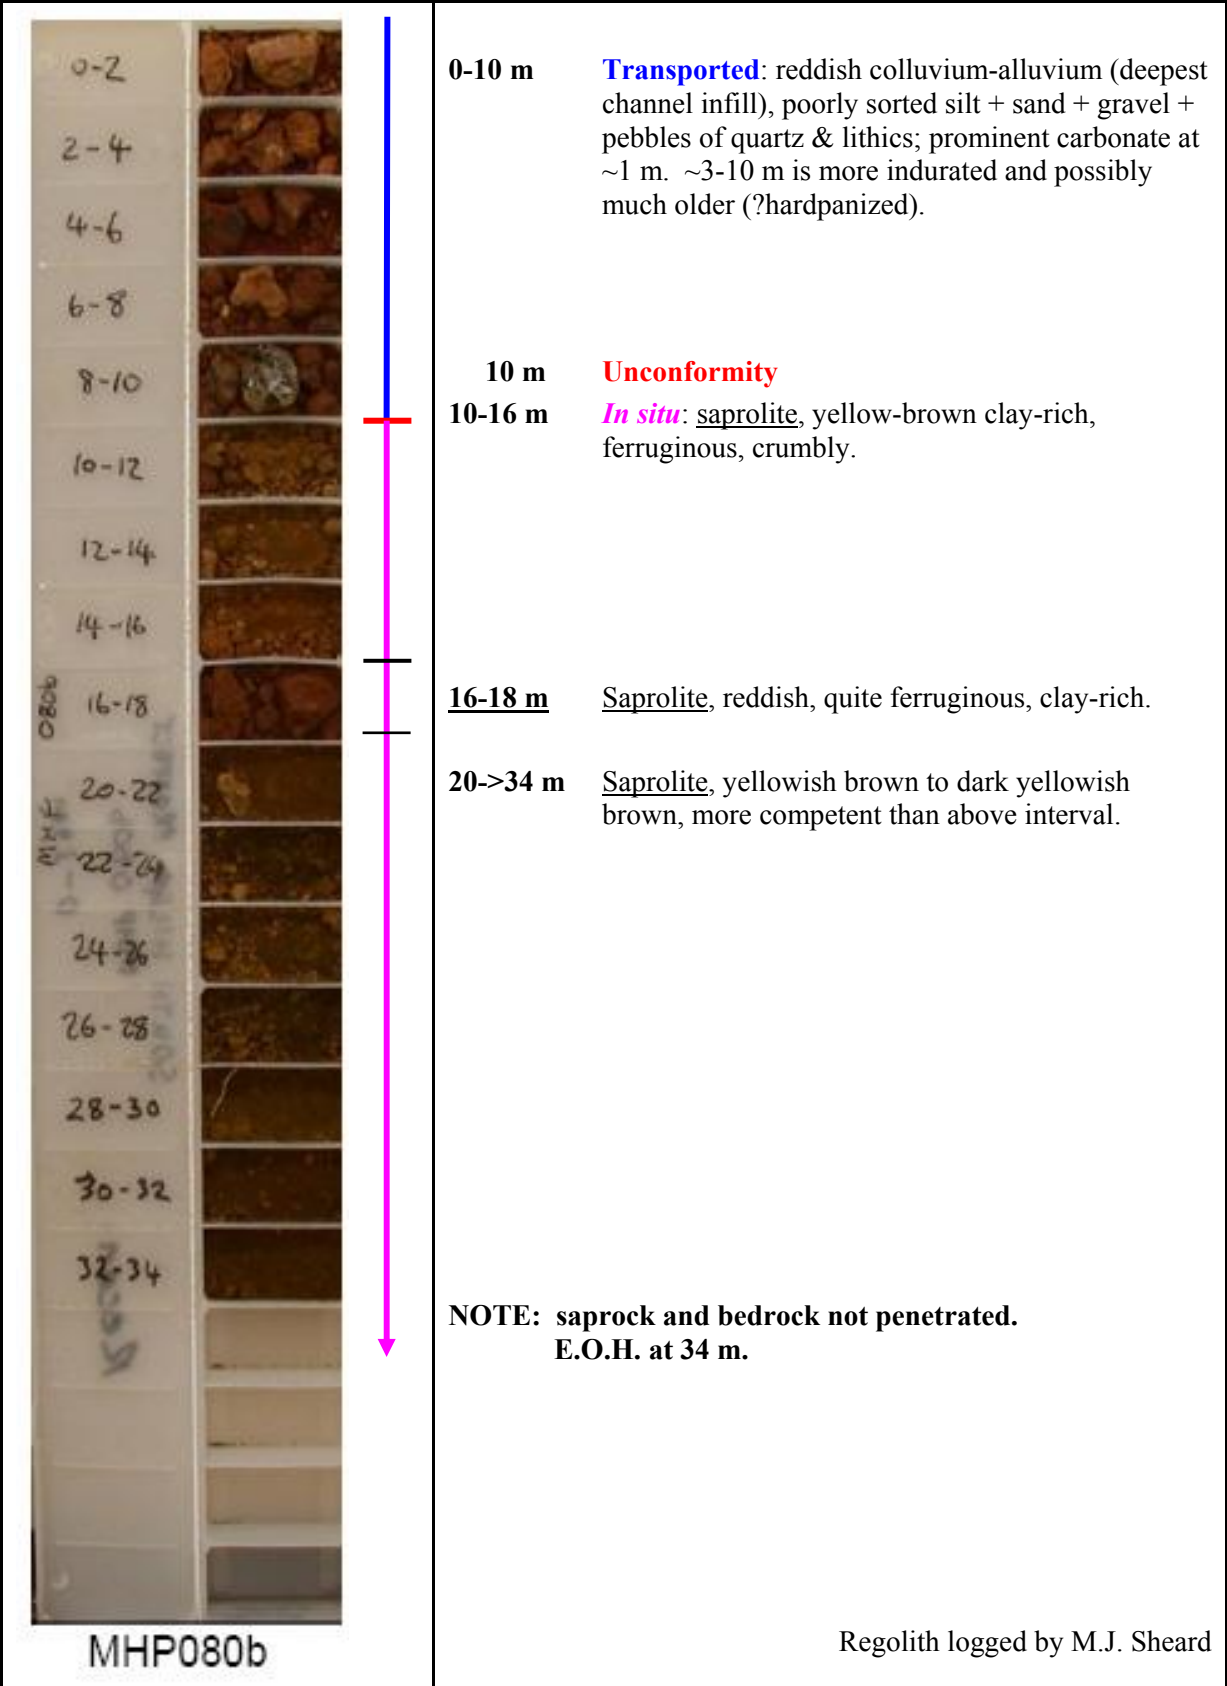 0-2
2-4
4-6
6-8
8-10
10-12
12-14
14-16
16-18
20-22
22-24
24-26
26-28
28-30
30-32
32-34
080b
MHP
MHP080b
0-10 m Transported: reddish colluvium-alluvium (deepest
channel infill), poorly sorted silt + sand + gravel +
pebbles of quartz & lithics; prominent carbonate at
~1 m. ~3-10 m is more indurated and possibly
much older (?hardpanized).
10 m Unconformity
10-16 m In situ: saprolite, yellow-brown clay-rich,
ferruginous, crumbly.
16-18 m Saprolite, reddish, quite ferruginous, clay-rich.
20->34 m Saprolite, yellowish brown to dark yellowish
brown, more competent than above interval.
NOTE: saprock and bedrock not penetrated.
E.O.H. at 34 m.
Regolith logged by M.J. Sheard